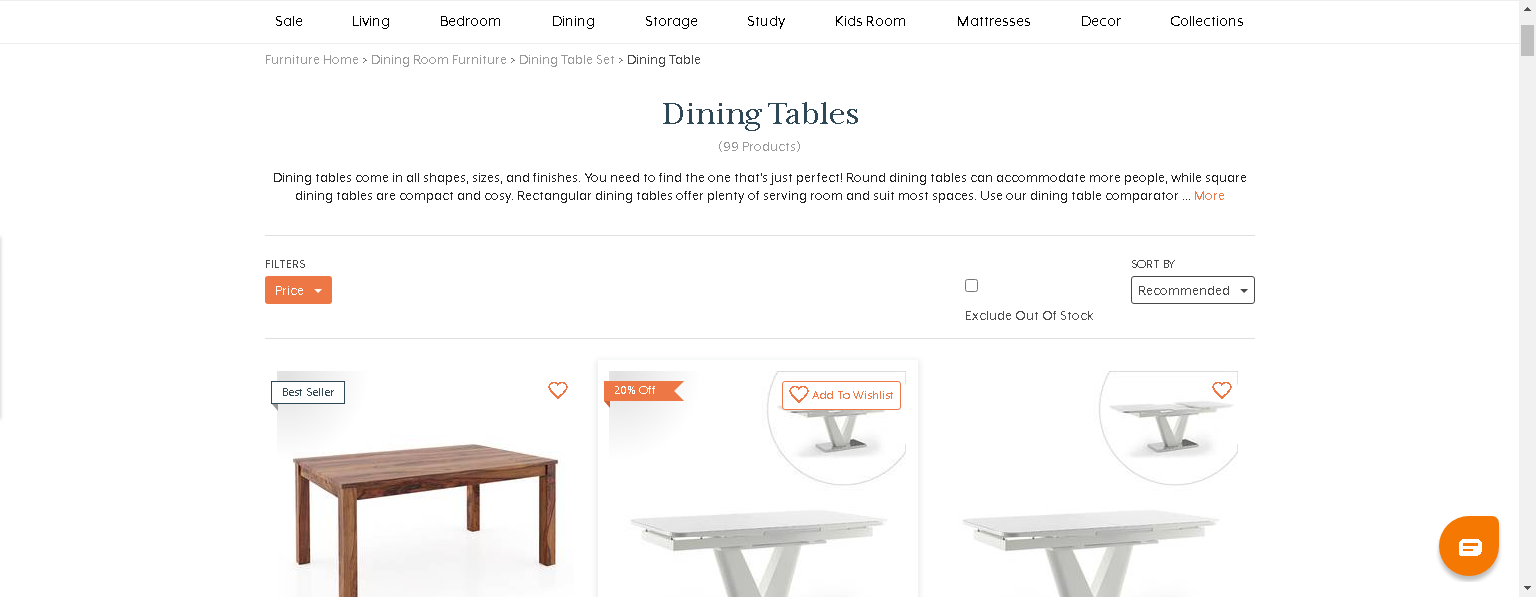 Sale Living Bedroom Dining Storage Study Kids Room Mattresses Decor Collections
Furniture Home > Dining Room Furniture > Dining Table Set > Dining Table
Dining Tables
(99 Products)
Dining tables come in all shapes, sizes, and finishes. You need to find the one that's just perfect! Round dining tables can accommodate more people, while square
dining tables are compact and cosy. Rectangular dining tables offer plenty of serving room and suit most spaces. Use our dining table comparator ... More
FILTERS
Price
Exclude Out Of Stock
SORT BY
Recommended
Best Seller
20% Off
Add To Wishlist